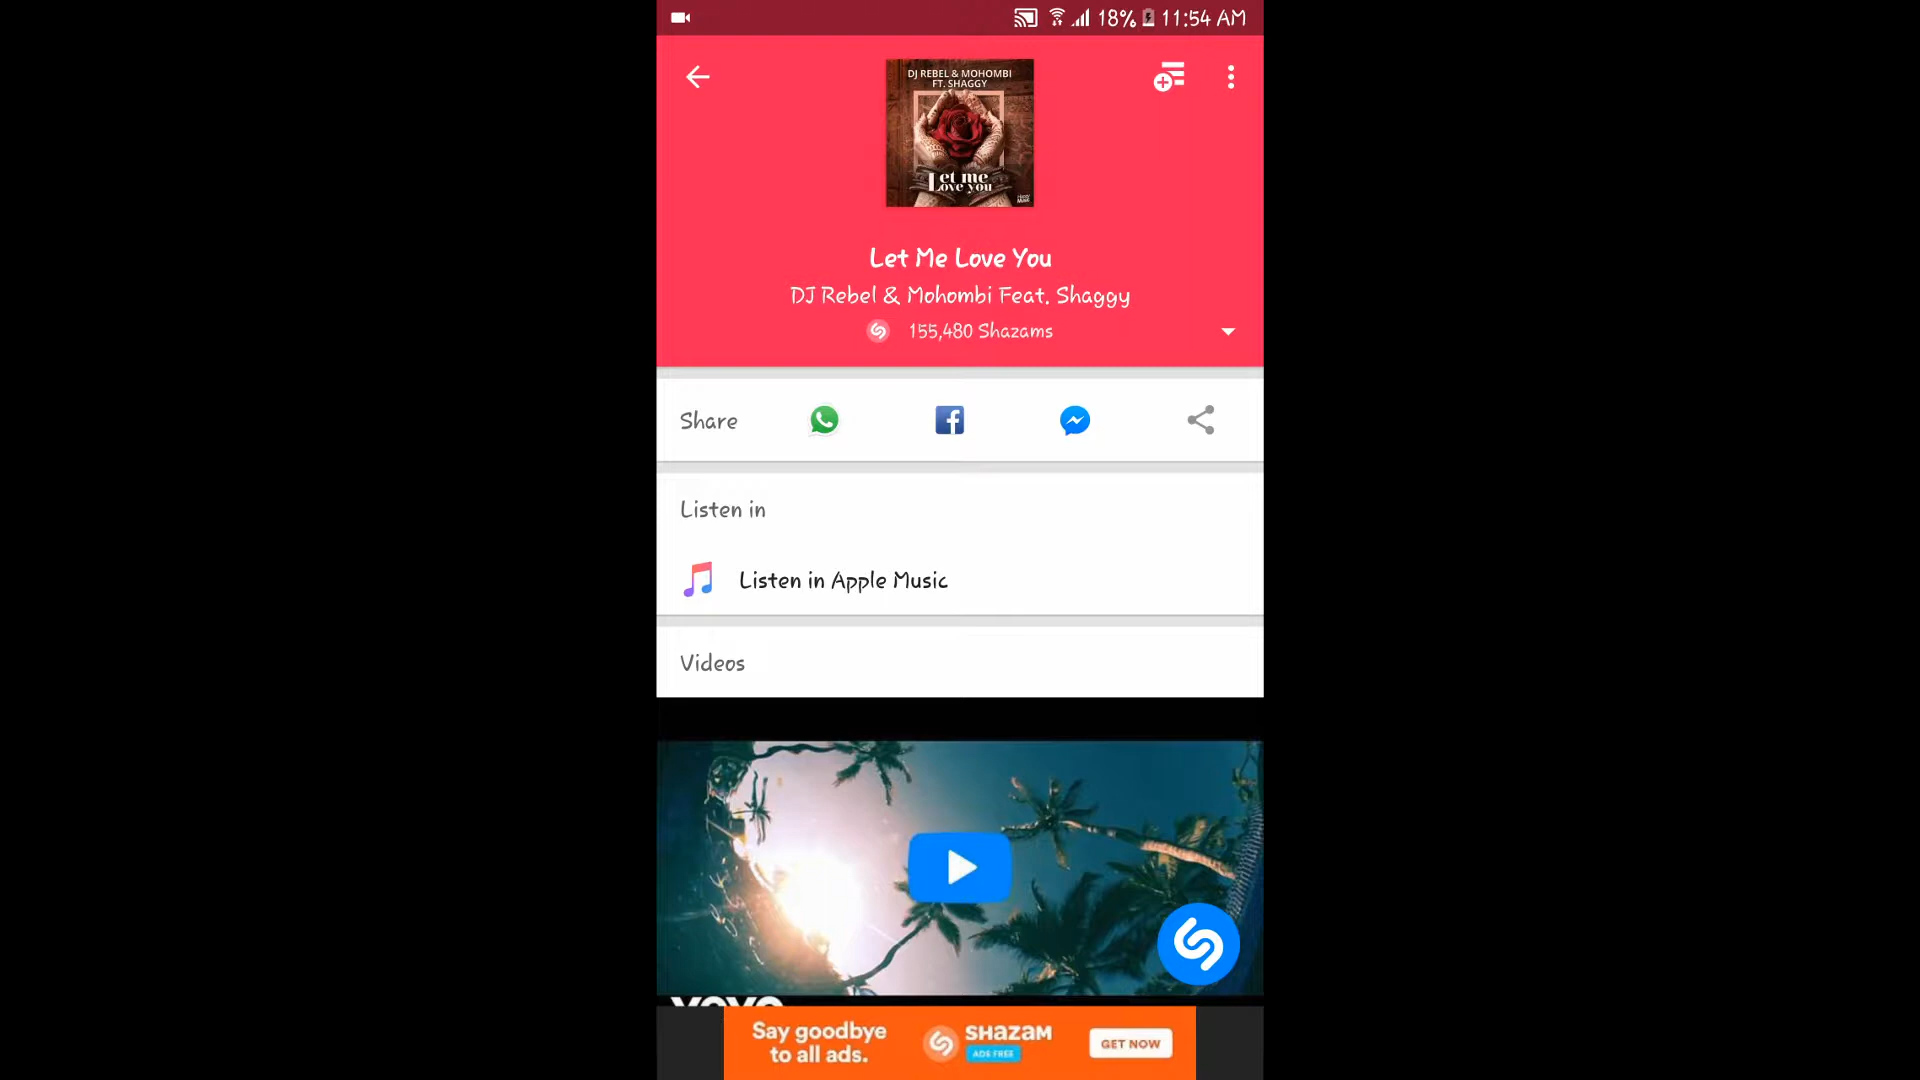 18% 11:54 AM
DJ REBEL & MOHOMBI
FT. SHAGGY
Let me
Love you
Let Me Love You
DJ Rebel & Mohombi Feat. Shaggy
155,480 Shazams
Share
Listen in
Listen in Apple Music
Videos
vevo
Say goodbye
to all ads.
SHAZAM
ADS FREE
GET NOW